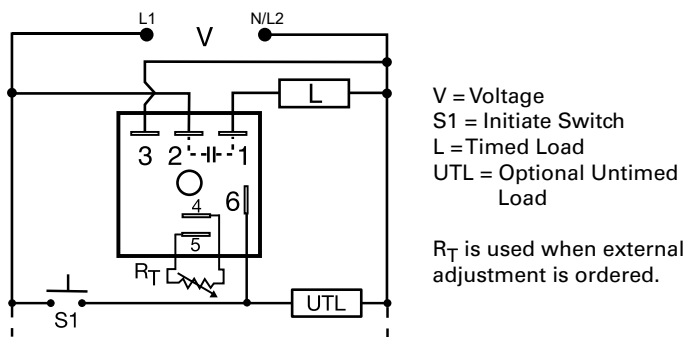 L1 V N/L2
L
3 2 1
6
4
5
RT
S1 UTL
V = Voltage
S1 = Initiate Switch
L = Timed Load
UTL = Optional Untimed
Load
RT is used when external
adjustment is ordered.